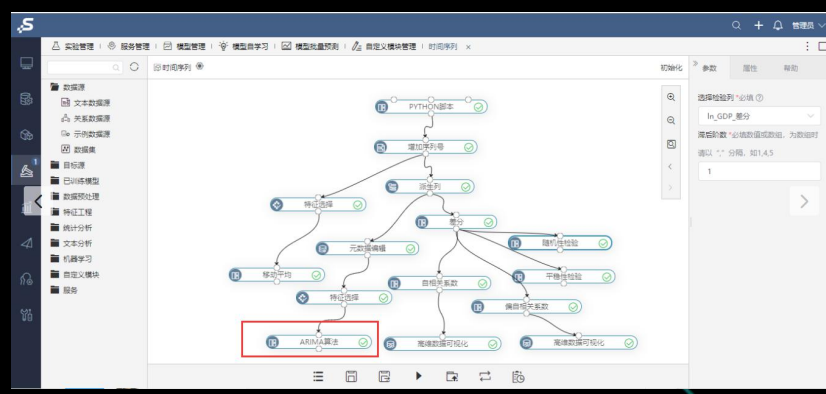 S
管理员
实验管理 服务管理 模型管理 模型自学习 模型批量预测 自定义模块管理 时间序列 ×
时间序列
初始化
参数 属性 帮助
数据源
文本数据源
关系数据源
示例数据源
数据集
目标源
已训练模型
数据预处理
特征工程
统计分析
文本分析
机器学习
自定义模块
服务
PYTHON脚本
增加序列号
特征选择
派生列
差分
元数据编辑
随机性检验
移动平均
自相关系数
平稳性检验
特征选择
偏自相关系数
ARIMA算法
高维数据可视化
高维数据可视化
选择检验列 *必填
ln_GDP_差分
滞后阶数 *必填数值或数组，为数组时
请以 "," 分隔，如1,4,5
1